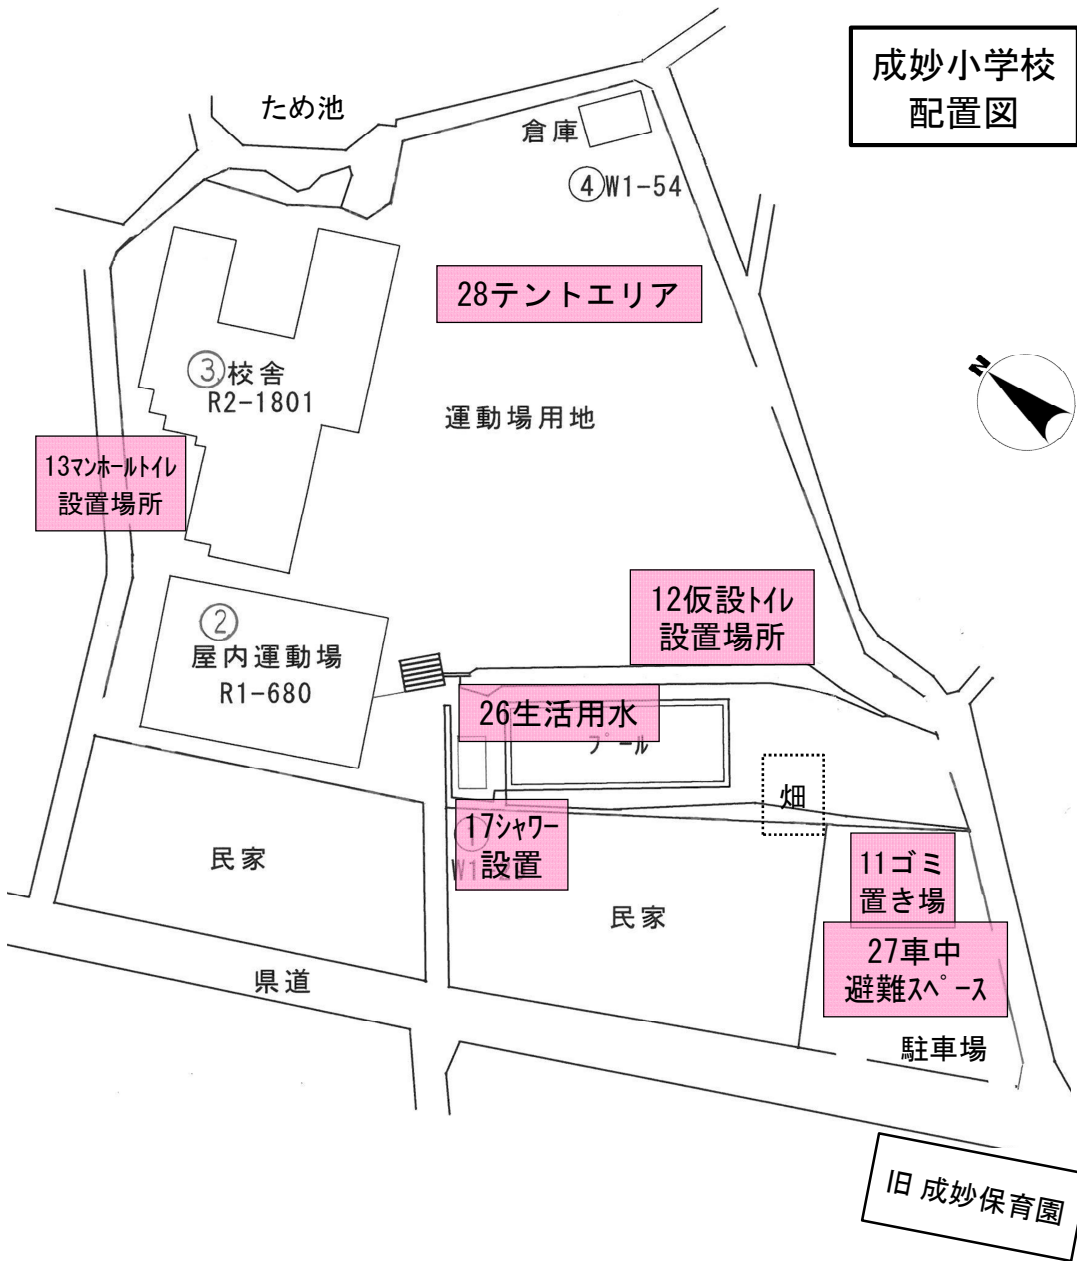 成妙小学校
配置図
ため池
倉庫
④W1-54
28テントエリア
N
③校舎
R2-1801
運動場用地
13マンホールトイレ
設置場所
12仮設トイレ
設置場所
②
屋内運動場
R1-680
26生活用水
プール
畑
①
17シャワー
設置
民家
民家
11ゴミ
置き場
27車中
避難スペース
県道
駐車場
旧 成妙保育園